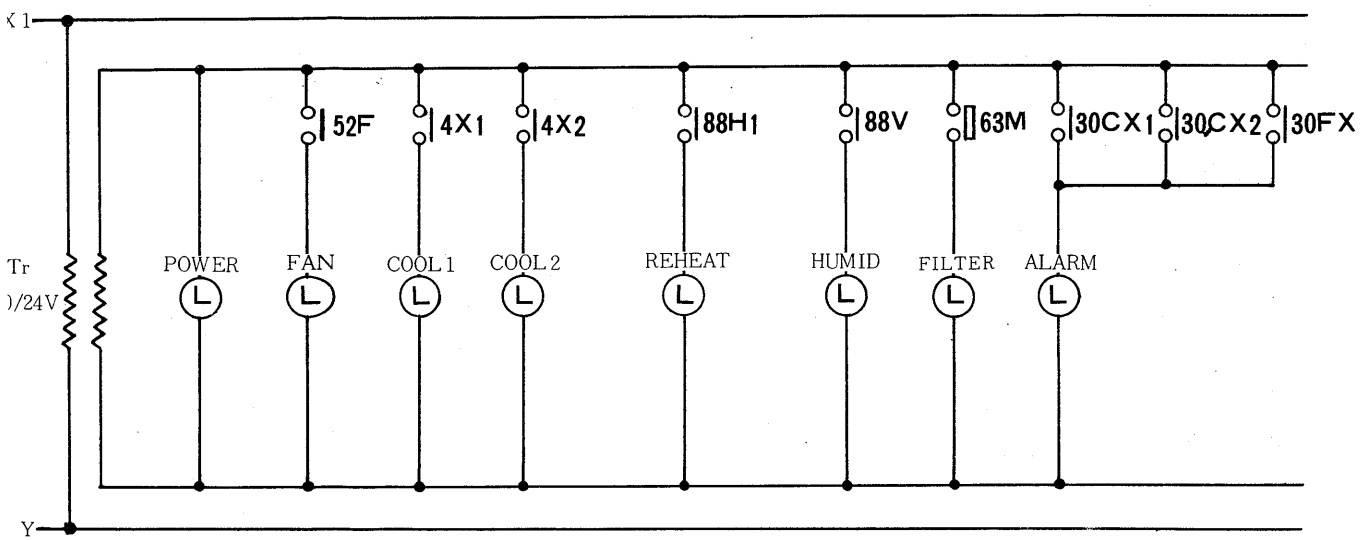 X1
52F
4X1
4X2
88H1
88V
63M
30CX1
30CX2
30FX
Tr
)/24V
POWER
FAN
COOL1
COOL2
REHEAT
HUMID
FILTER
ALARM
L
L
L
L
L
L
L
L
Y